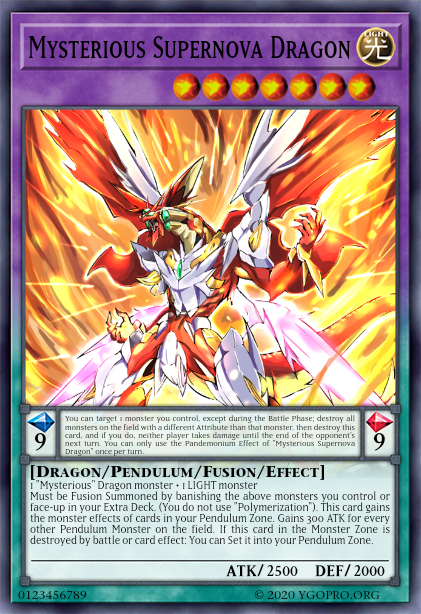 Mysterious Supernova Dragon
LIGHT
光
You can target 1 monster you control, except during the Battle Phase; destroy all
monsters on the field with a different Attribute than that monster, then destroy this
card, and if you do, neither player takes damage until the end of the opponent's
next turn. You can only use the Pandemonium Effect of "Mysterious Supernova
Dragon" once per turn.
9
9
[Dragon/Pendulum/Fusion/Effect]
1 "Mysterious" Dragon monster + 1 LIGHT monster
Must be Fusion Summoned by banishing the above monsters you control or
face-up in your Extra Deck. (You do not use "Polymerization"). This card gains
the monster effects of cards in your Pendulum Zone. Gains 300 ATK for every
other Pendulum Monster on the field. If this card in the Monster Zone is
destroyed by battle or card effect: You can Set it into your Pendulum Zone.
ATK/ 2500 DEF/ 2000
0123456789 © 2020 YGOPRO.ORG